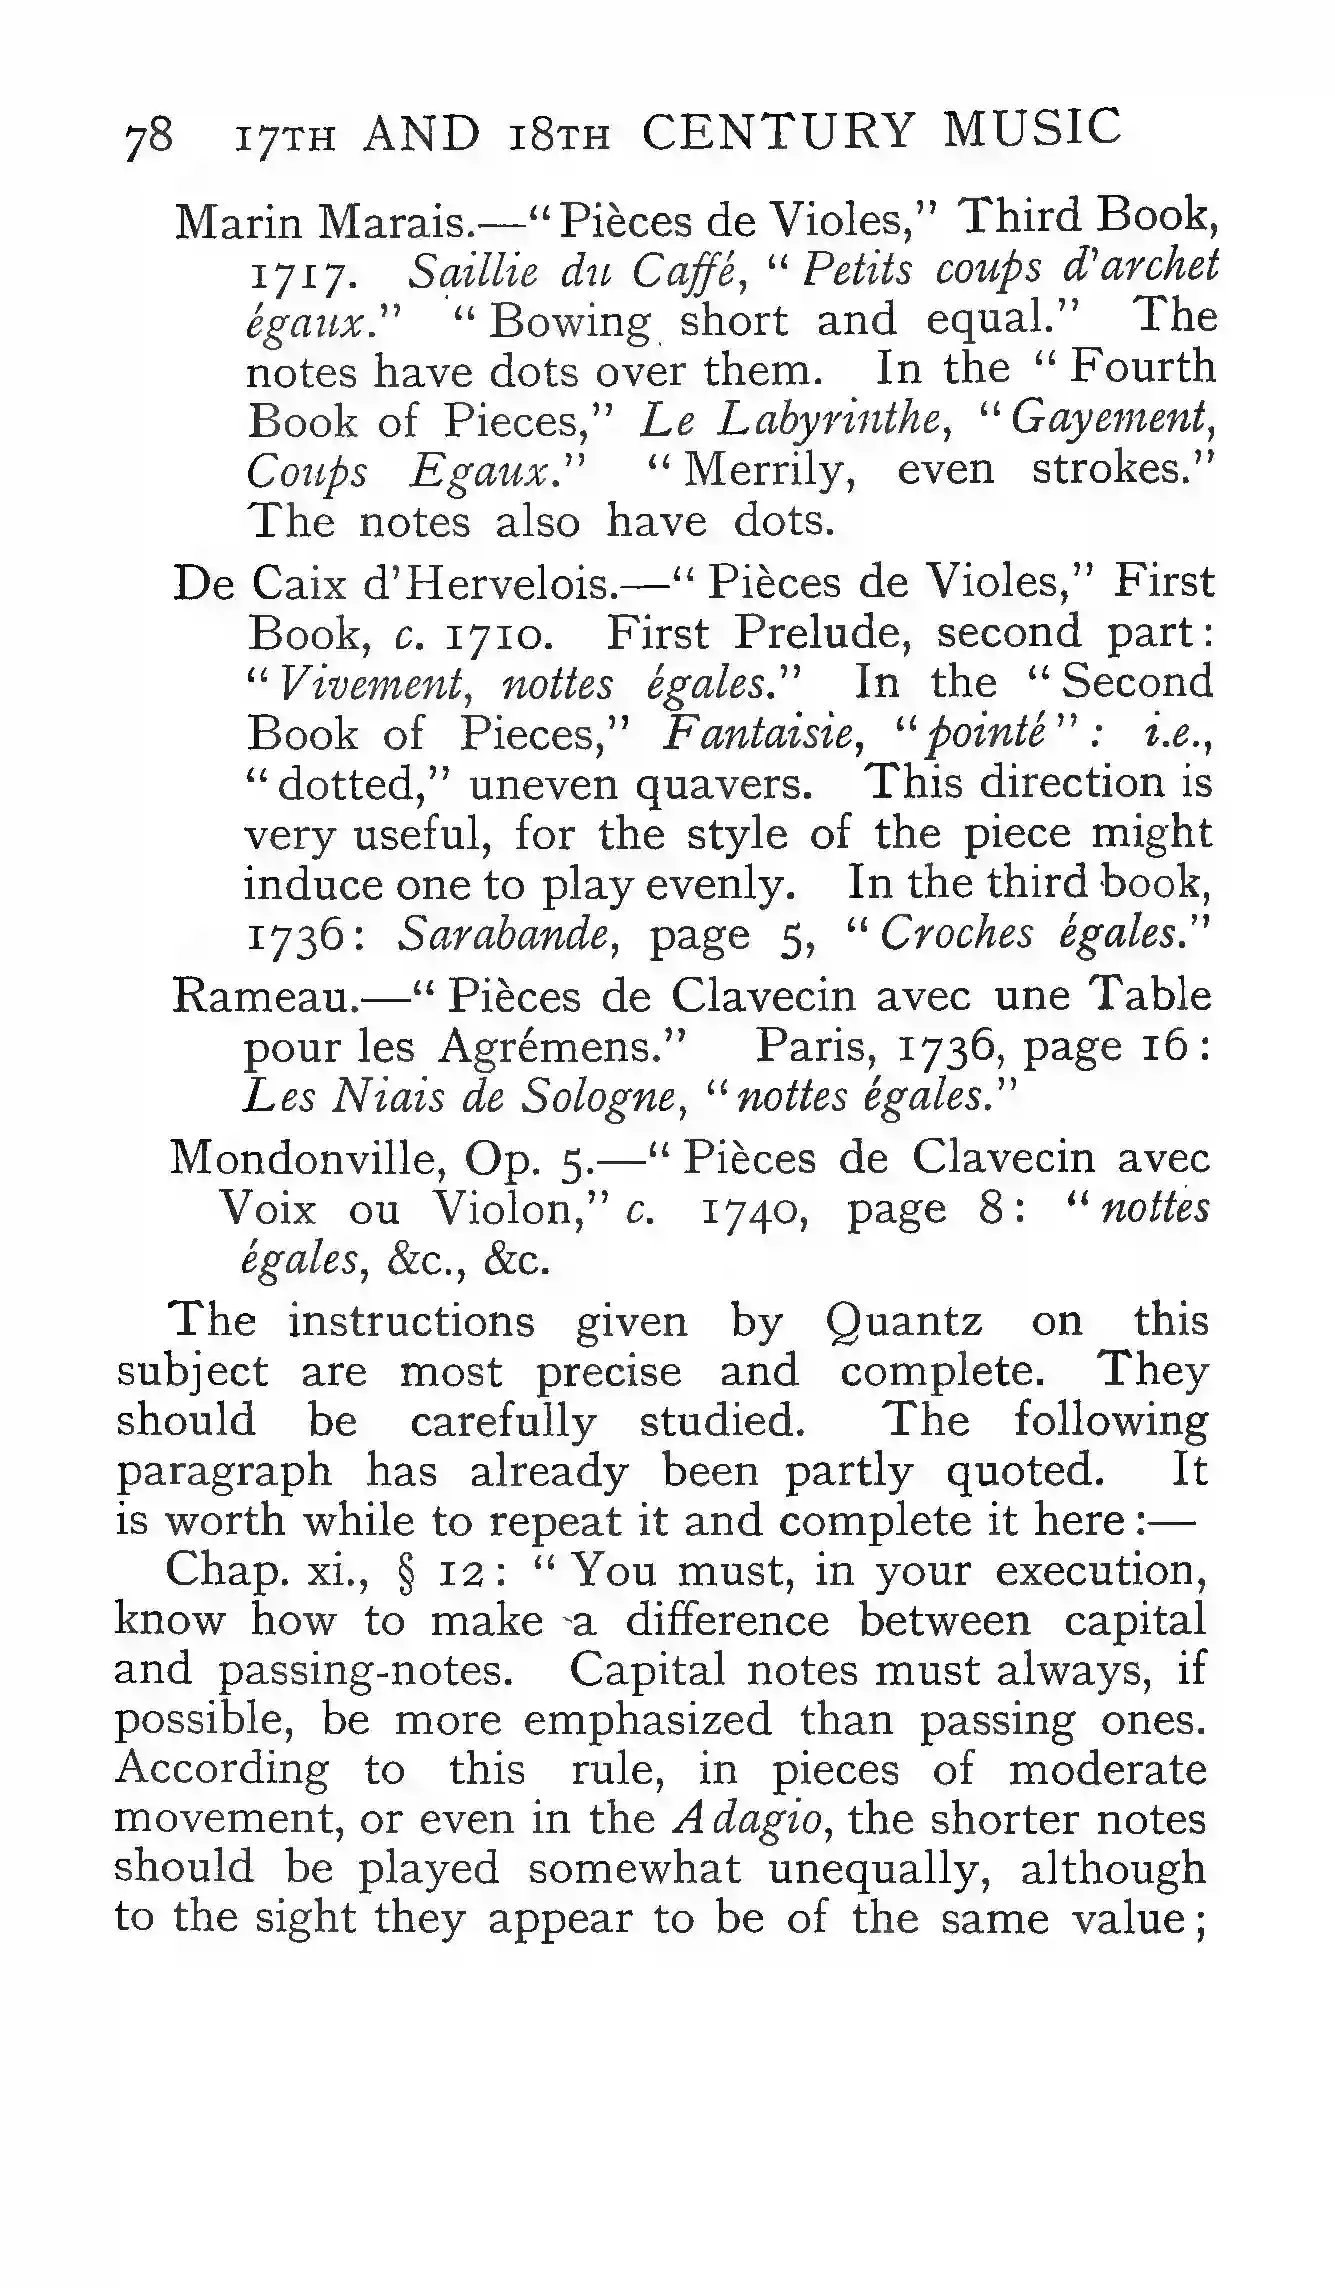 78 17TH AND 18TH CENTURY MUSIC
Marin Marais.—“Pièces de Violes,” Third Book,
1717. Saillie du Caffé, “Petits coups d'archet
égaux.” “Bowing short and equal.” The
notes have dots over them. In the “Fourth
Book of Pieces,” Le Labyrinthe, “Gayement,
Coups Egaux.” “Merrily, even strokes.”
The notes also have dots.
De Caix d'Hervelois.—“Pièces de Violes,” First
Book, c. 1710. First Prelude, second part:
“Vivement, nottes égales.” In the “Second
Book of Pieces,” Fantaisie, “pointé”: i.e.,
“dotted,” uneven quavers. This direction is
very useful, for the style of the piece might
induce one to play evenly. In the third book,
1736: Sarabande, page 5, “Croches égales.”
Rameau.—“Pièces de Clavecin avec une Table
pour les Agrémens.” Paris, 1736, page 16:
Les Niais de Sologne, “nottes égales.”
Mondonville, Op. 5.—“Pièces de Clavecin avec
Voix ou Violon,” c. 1740, page 8: “nottes
égales, &c., &c.
The instructions given by Quantz on this
subject are most precise and complete. They
should be carefully studied. The following
paragraph has already been partly quoted. It
is worth while to repeat it and complete it here:—
Chap. xi., § 12: “You must, in your execution,
know how to make a difference between capital
and passing-notes. Capital notes must always, if
possible, be more emphasized than passing ones.
According to this rule, in pieces of moderate
movement, or even in the Adagio, the shorter notes
should be played somewhat unequally, although
to the sight they appear to be of the same value;